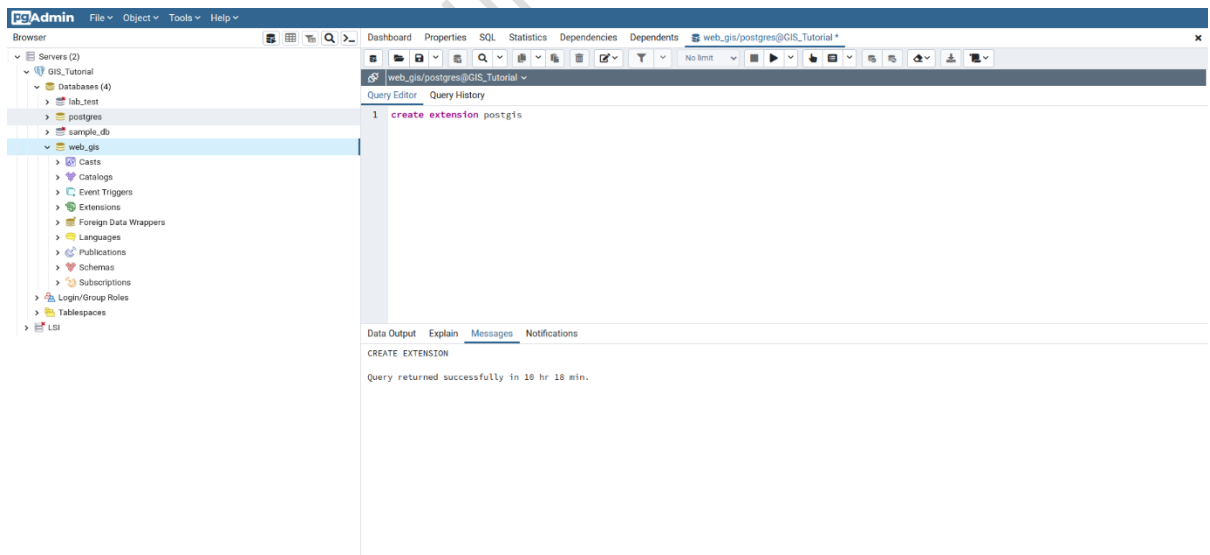 pgAdmin File Object Tools Help
Browser
Dashboard Properties SQL Statistics Dependencies Dependents web_gis/postgres@GIS_Tutorial *
Servers (2)
GIS_Tutorial
Databases (4)
lab_test
postgres
sample_db
web_gis
Casts
Catalogs
Event Triggers
Extensions
Foreign Data Wrappers
Languages
Publications
Schemas
Subscriptions
Login/Group Roles
Tablespaces
LSI
No limit
web_gis/postgres@GIS_Tutorial
Query Editor Query History
1 create extension postgis
Data Output Explain Messages Notifications
CREATE EXTENSION
Query returned successfully in 10 hr 18 min.